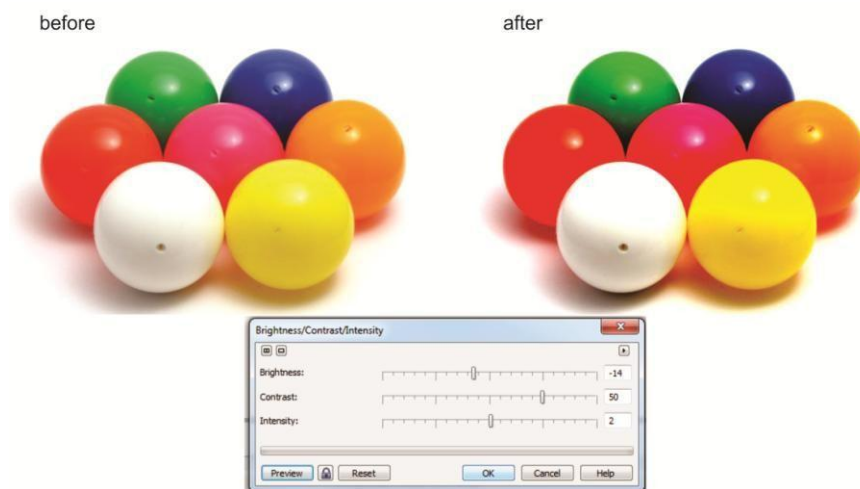 before
after
Brightness/Contrast/Intensity
Brightness: -14
Contrast: 50
Intensity: 2
Preview Reset OK Cancel Help